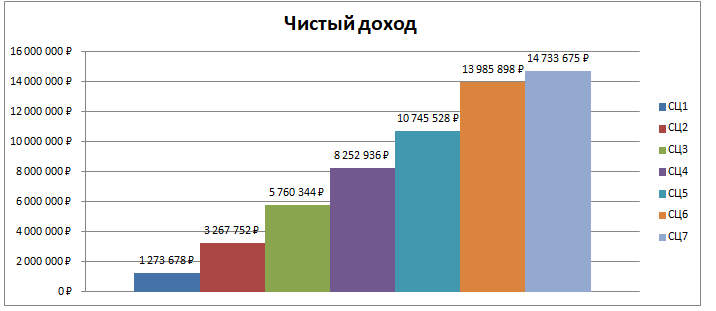 Чистый доход
16 000 000 ₽
14 000 000 ₽
12 000 000 ₽
10 000 000 ₽
8 000 000 ₽
6 000 000 ₽
4 000 000 ₽
2 000 000 ₽
0 ₽
1 273 678 ₽
3 267 752 ₽
5 760 344 ₽
8 252 936 ₽
10 745 528 ₽
13 985 898 ₽
14 733 675 ₽
СЦ1
СЦ2
СЦ3
СЦ4
СЦ5
СЦ6
СЦ7